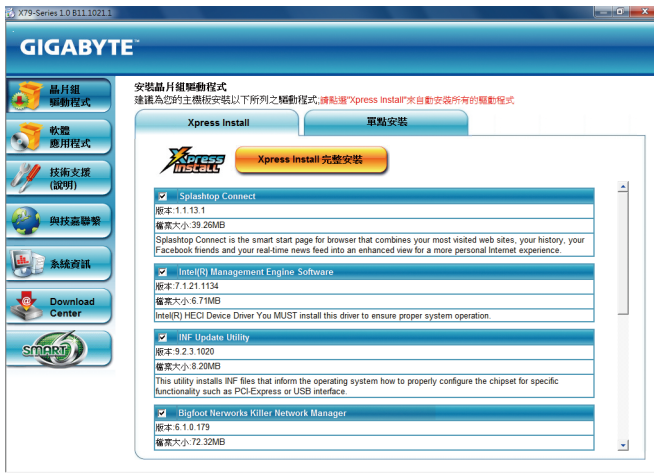 X79-Series 1.0 B11.1021.1
GIGABYTE™
晶片組
驅動程式
軟體
應用程式
技術支援
(說明)
與技嘉聯繫
系統資訊
Download
Center
SMART
安裝晶片組驅動程式
建議為您的主機板安裝以下所列之驅動程式;請點選"Xpress Install"來自動安裝所有的驅動程式
Xpress Install
單點安裝
Xpress INSTALL
Xpress Install 完整安裝
Splashtop Connect
版本:1.1.13.1
檔案大小:39.26MB
Splashtop Connect is the smart start page for browser that combines your most visited web sites, your history, your
Facebook friends and your real-time news feed into an enhanced view for a more personal Internet experience.
Intel(R) Management Engine Software
版本:7.1.21.1134
檔案大小:6.71MB
Intel(R) HECI Device Driver You MUST install this driver to ensure proper system operation.
INF Update Utility
版本:9.2.3.1020
檔案大小:8.20MB
This utility installs INF files that inform the operating system how to properly configure the chipset for specific
functionality such as PCI-Express or USB interface.
Bigfoot Nerworks Killer Network Manager
版本:6.1.0.179
檔案大小:72.32MB